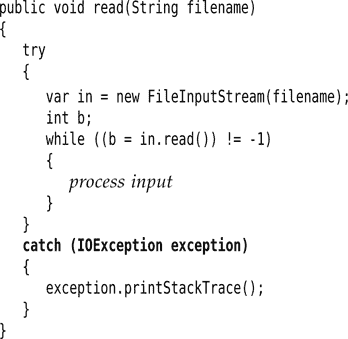 public void read(String filename)
{
   try
   {
      var in = new FileInputStream(filename);
      int b;
      while ((b = in.read()) != -1)
      {
         process input
      }
   }
   catch (IOException exception)
   {
      exception.printStackTrace();
   }
}